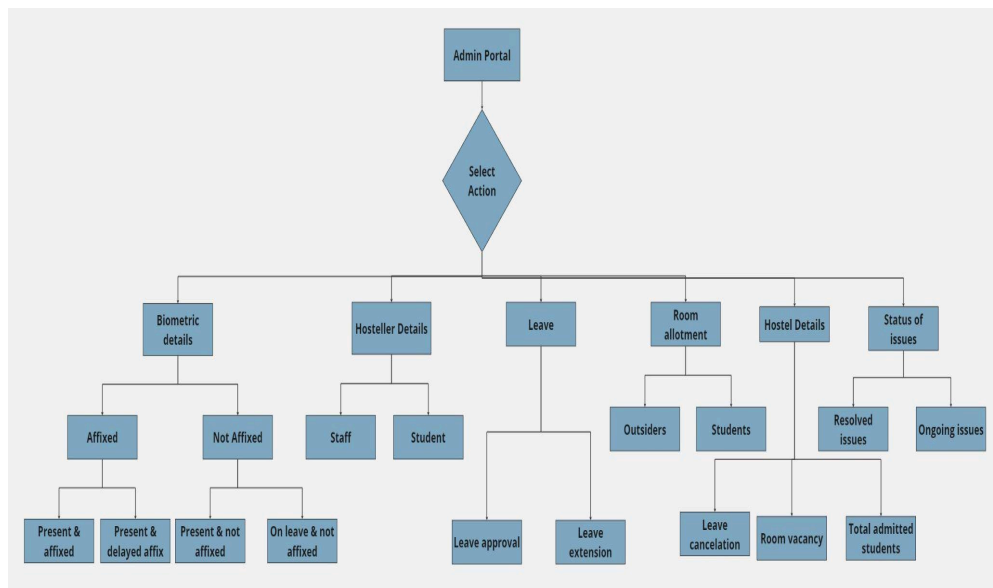 Admin Portal
Select
Action
Biometric
details
Hosteller Details
Leave
Room
allotment
Hostel Details
Status of
issues
Affixed
Not Affixed
Staff
Student
Outsiders
Students
Resolved
issues
Ongoing issues
Present &
affixed
Present &
delayed affix
Present & not
affixed
On leave & not
affixed
Leave approval
Leave
extension
Leave
cancelation
Room vacancy
Total admitted
students